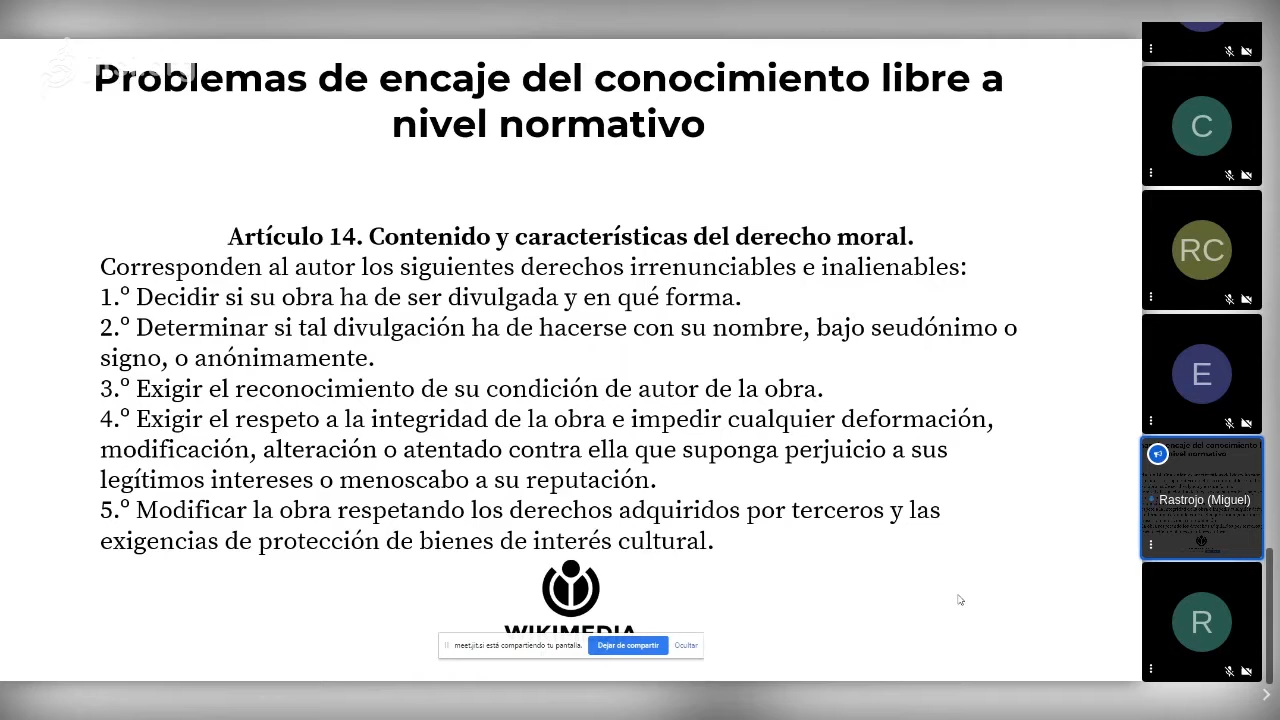 Problemas de encaje del conocimiento libre a
nivel normativo
Artículo 14. Contenido y características del derecho moral.
Corresponden al autor los siguientes derechos irrenunciables e inalienables:
1.º Decidir si su obra ha de ser divulgada y en qué forma.
2.º Determinar si tal divulgación ha de hacerse con su nombre, bajo seudónimo o
signo, o anónimamente.
3.º Exigir el reconocimiento de su condición de autor de la obra.
4.º Exigir el respeto a la integridad de la obra e impedir cualquier deformación,
modificación, alteración o atentado contra ella que suponga perjuicio a sus
legítimos intereses o menoscabo a su reputación.
5.º Modificar la obra respetando los derechos adquiridos por terceros y las
exigencias de protección de bienes de interés cultural.
WIKIMEDIA
meet.jit.si está compartiendo tu pantalla.
Dejar de compartir
Ocultar
C
RC
E
Rastrojo (Miguel)
R